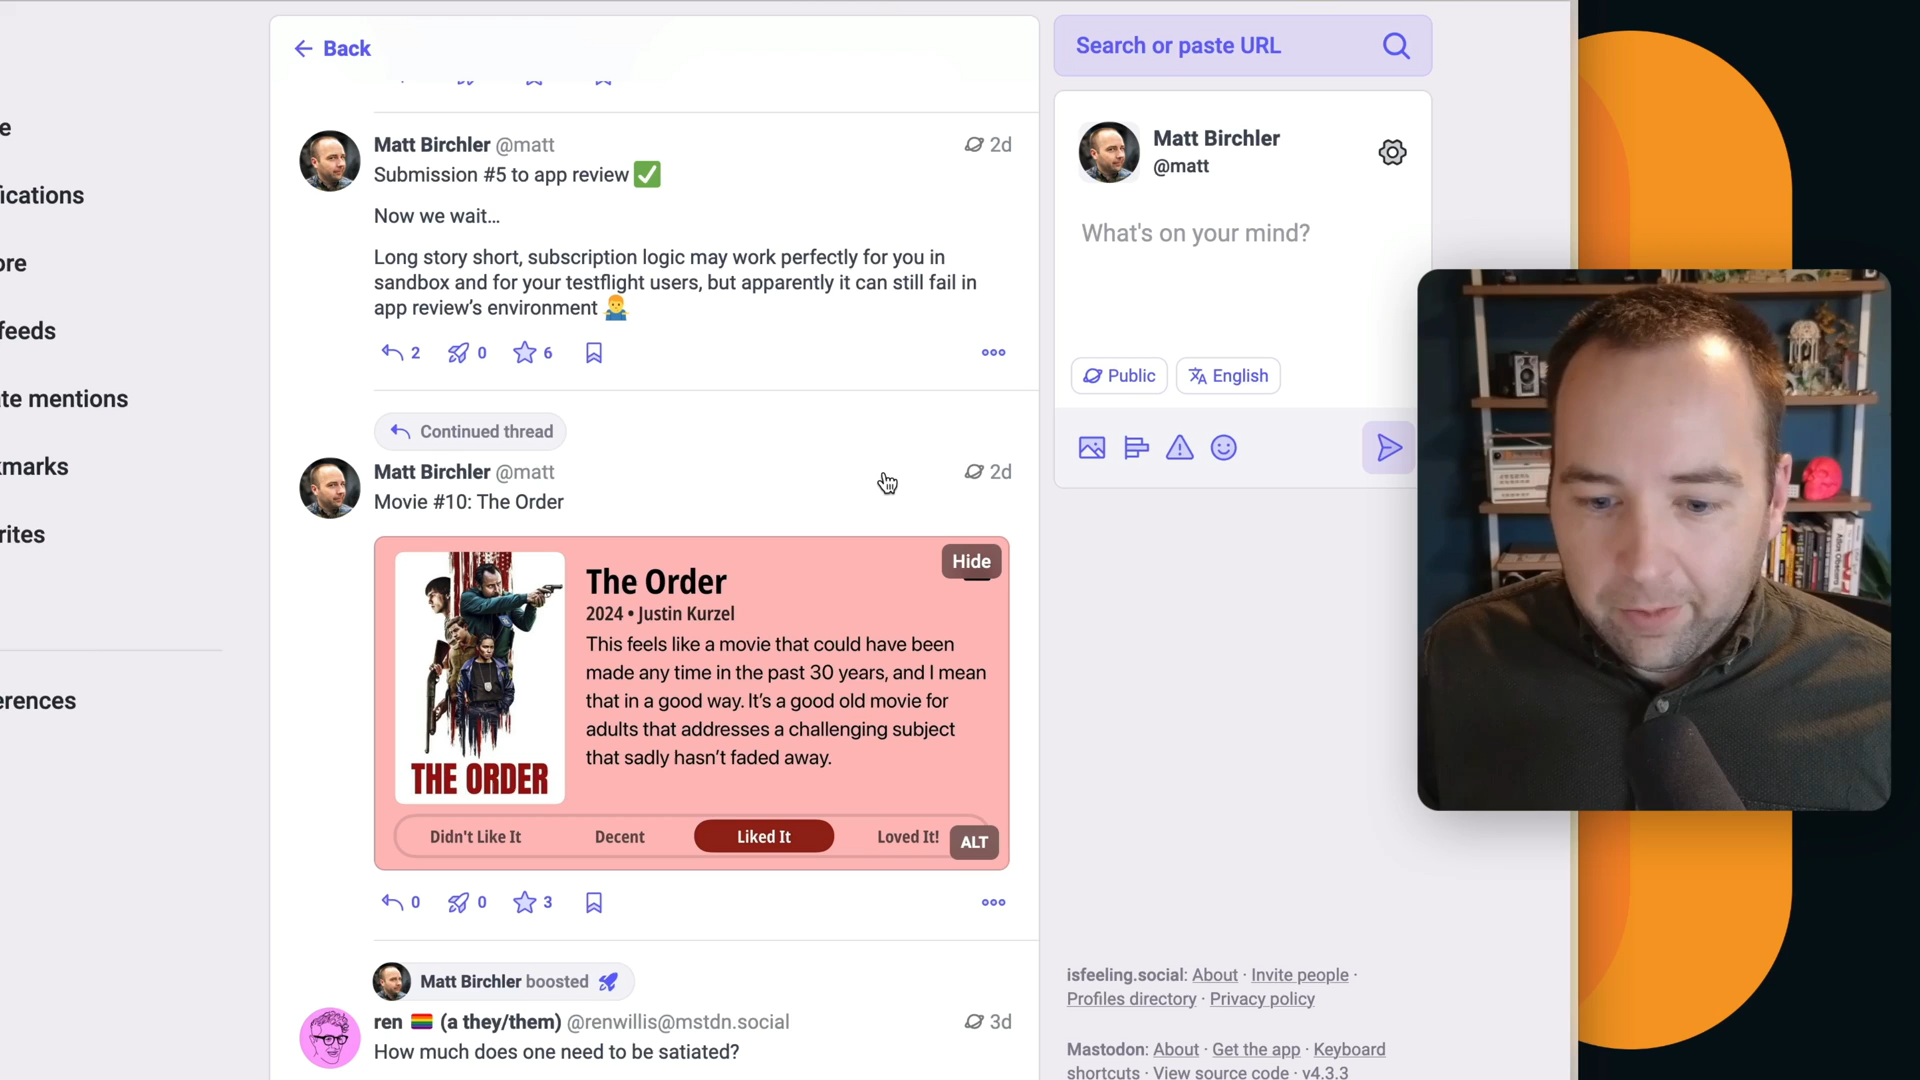 Back
Search or paste URL
e
ications
ore
feeds
te mentions
kmarks
rites
erences
Matt Birchler @matt
2d
Submission #5 to app review ✅
Now we wait…
Long story short, subscription logic may work perfectly for you in
sandbox and for your testflight users, but apparently it can still fail in
app review’s environment 🤷‍♂️
2
0
6
Continued thread
Matt Birchler @matt
2d
Movie #10: The Order
Hide
The Order
2024 • Justin Kurzel
This feels like a movie that could have been
made any time in the past 30 years, and I mean
that in a good way. It’s a good old movie for
adults that addresses a challenging subject
that sadly hasn’t faded away.
THE ORDER
Didn't Like It
Decent
Liked It
Loved It!
ALT
0
0
3
Matt Birchler boosted
ren 🏳️‍🌈 (a they/them) @renwillis@mstdn.social
3d
How much does one need to be satiated?
Matt Birchler
@matt
What's on your mind?
Public
English
isfeeling.social: About · Invite people ·
Profiles directory · Privacy policy
Mastodon: About · Get the app · Keyboard
shortcuts · View source code · v4.3.3